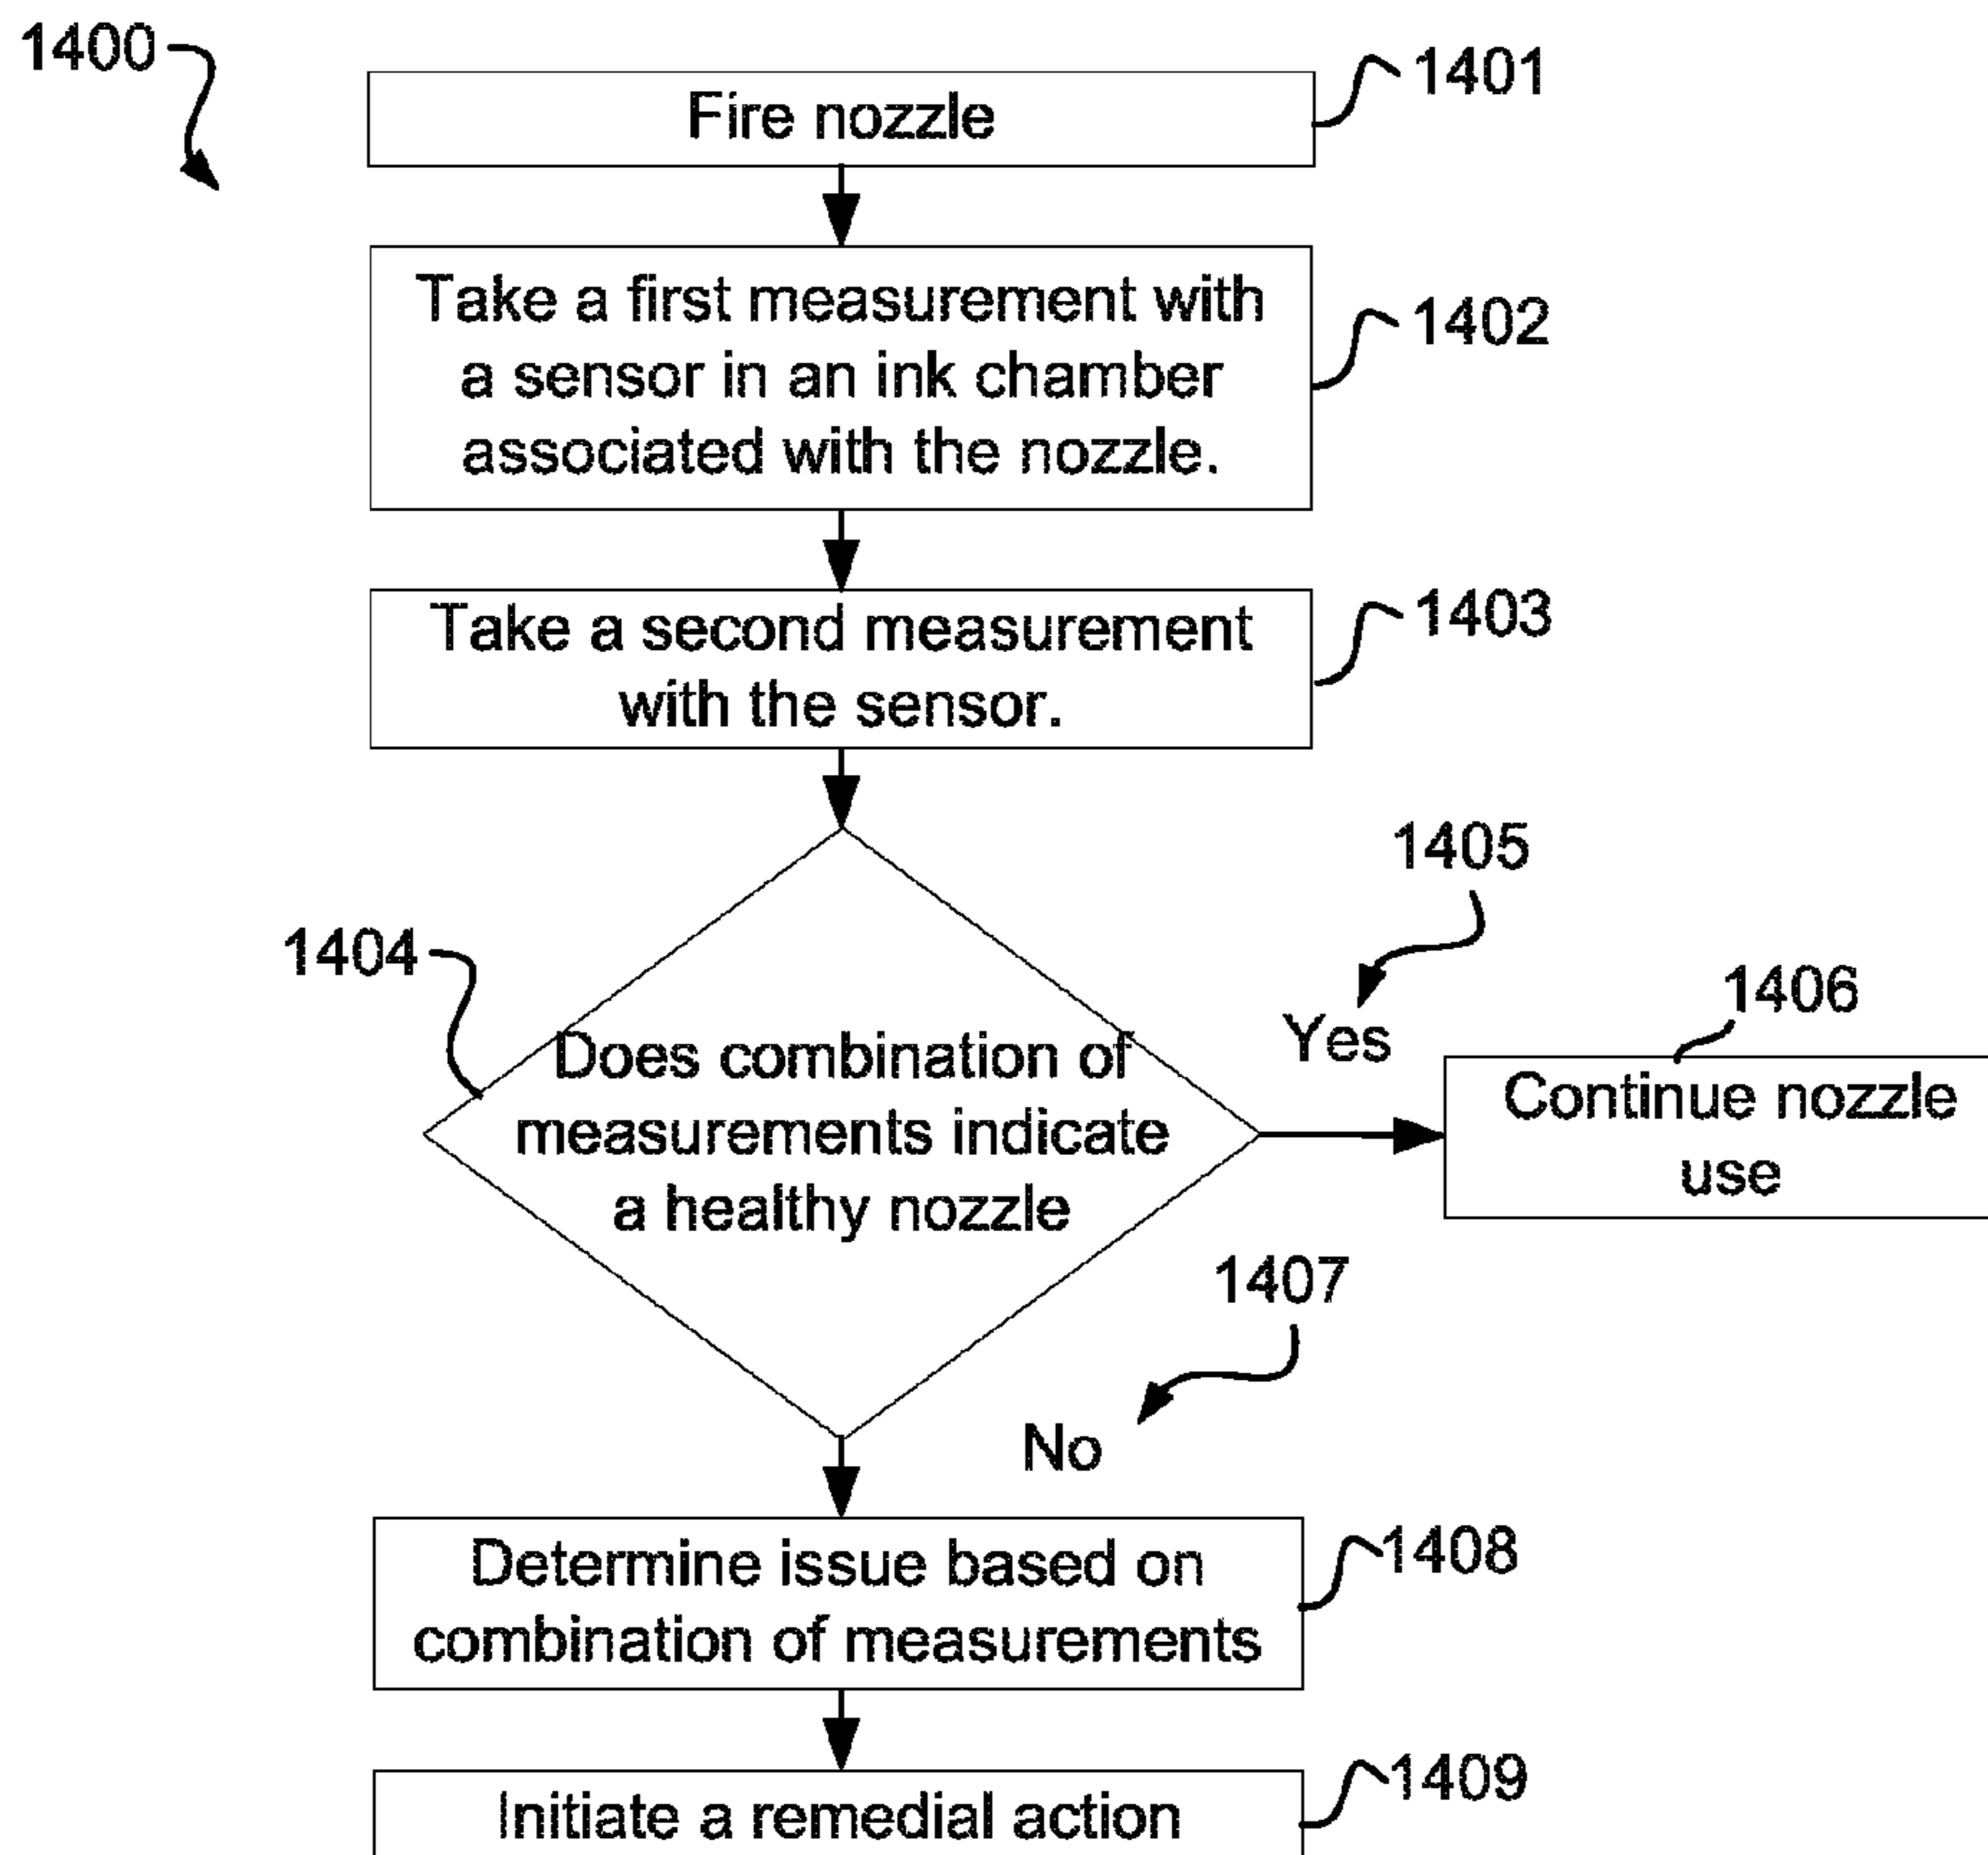 1400
Fire nozzle
1401
Take a first measurement with
a sensor in an ink chamber
associated with the nozzle.
1402
Take a second measurement
with the sensor.
1403
1404
Does combination of
measurements indicate
a healthy nozzle
1405
Yes
1406
Continue nozzle
use
1407
No
Determine issue based on
combination of measurements
1408
Initiate a remedial action
1409